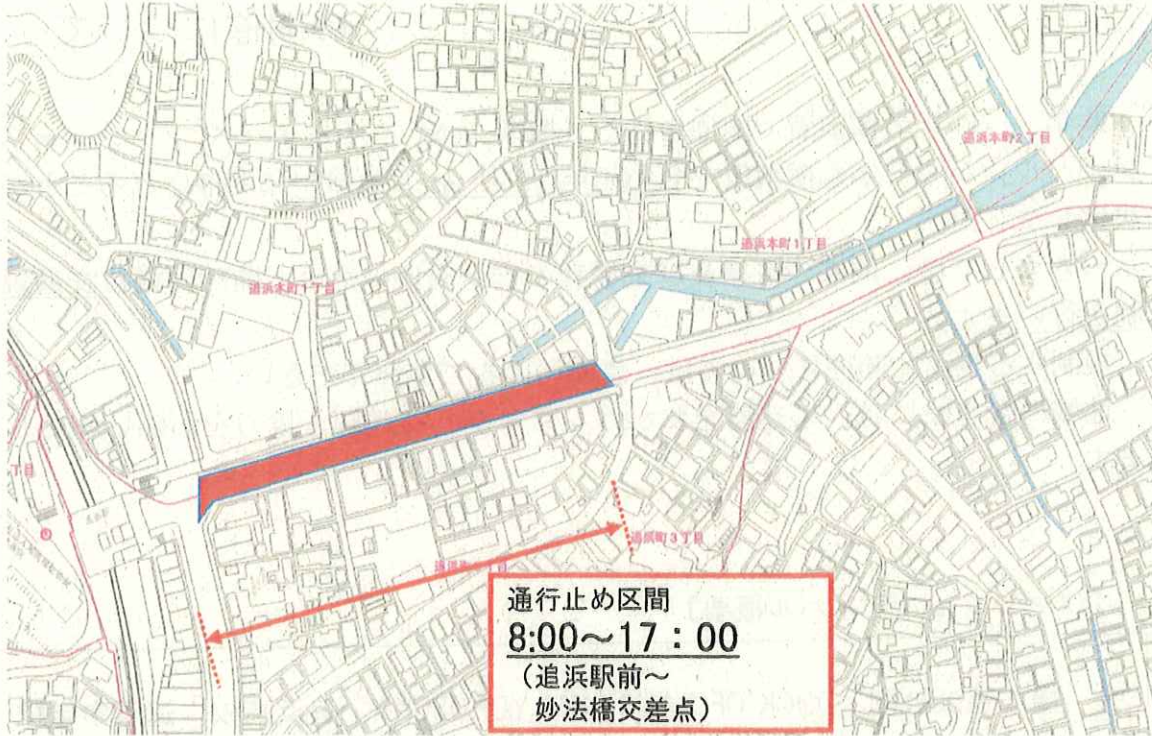 追浜本町2丁目
追浜本町1丁目
追浜本町1丁目
丁目
追浜町3丁目
通行止め区間
8:00～17：00
（追浜駅前～
妙法橋交差点）